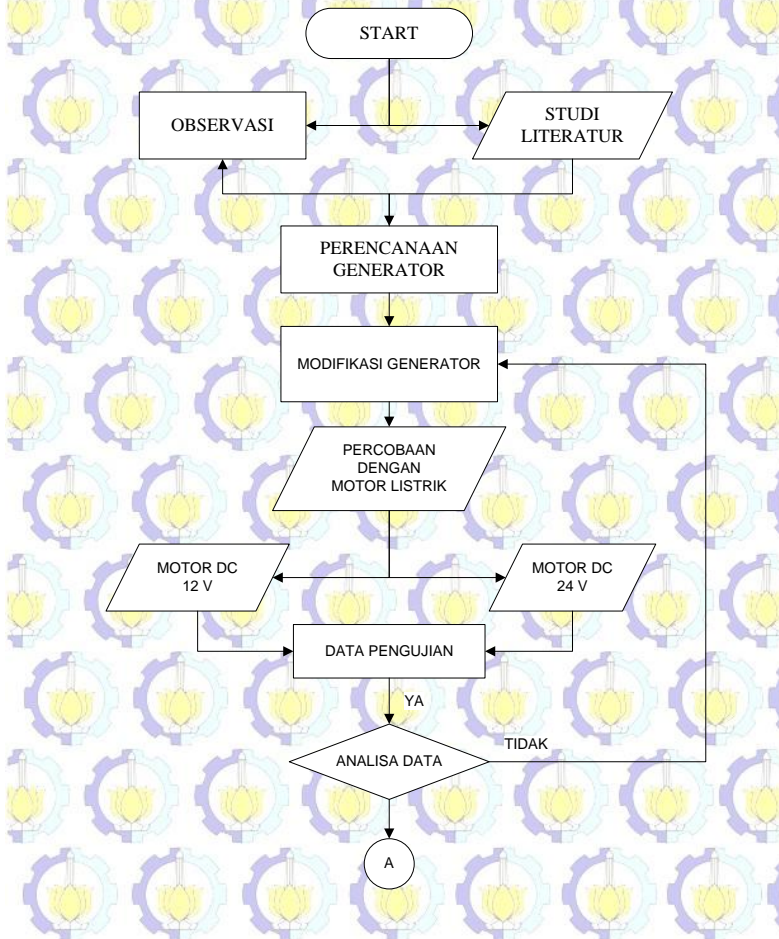 START
OBSERVASI
STUDI
LITERATUR
PERENCANAAN
GENERATOR
MODIFIKASI GENERATOR
PERCOBAAN
DENGAN
MOTOR LISTRIK
MOTOR DC
12 V
MOTOR DC
24 V
DATA PENGUJIAN
YA
ANALISA DATA
TIDAK
A